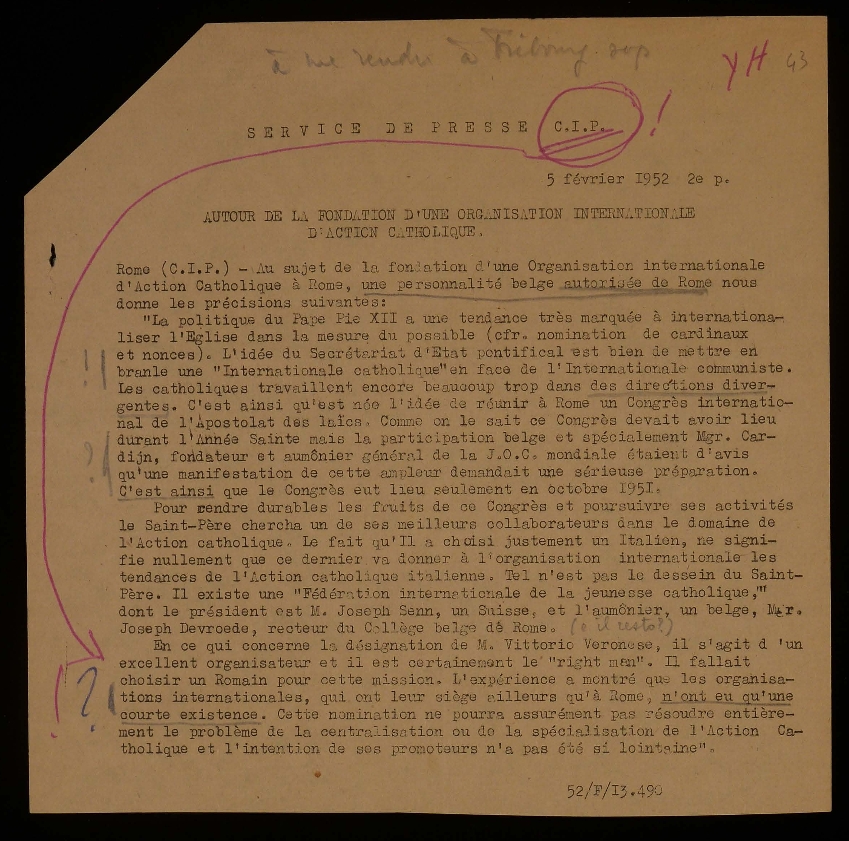 à me rendre à Fribourg. svp
YH 43
SERVICE DE PRESSE C.I.P. !
5 février 1952 2e p.
AUTOUR DE LA FONDATION D'UNE ORGANISATION INTERNATIONALE
D'ACTION CATHOLIQUE.
Rome (C.I.P.) - Au sujet de la fondation d'une Organisation internationale
d'Action Catholique à Rome, une personnalité belge autorisée de Rome nous
donne les précisions suivantes:
"La politique du Pape Pie XII a une tendance très marquée à internationa-
liser l'Eglise dans la mesure du possible (cfr. nomination de cardinaux
et nonces). L'idée du Secrétariat d'Etat pontifical est bien de mettre en
branle une "Internationale catholique"en face de l'Internationale communiste.
Les catholiques travaillent encore beaucoup trop dans des directions diver-
gentes. C'est ainsi qu'est née l'idée de réunir à Rome un Congrès internatio-
nal de l'Apostolat des laïcs. Comme on le sait ce Congrès devait avoir lieu
durant l'Année Sainte mais la participation belge et spécialement Mgr. Car-
dijn, fondateur et aumônier général de la J.O.C. mondiale étaient d'avis
qu'une manifestation de cette ampleur demandait une sérieuse préparation.
C'est ainsi que le Congrès eut lieu seulement en octobre 1951.
Pour rendre durables les fruits de ce Congrès et poursuivre ses activités
le Saint-Père chercha un de ses meilleurs collaborateurs dans le domaine de
l'Action catholique. Le fait qu'Il a choisi justement un Italien, ne signi-
fie nullement que ce dernier va donner à l'organisation internationale les
tendances de l'Action catholique italienne. Tel n'est pas le dessein du Saint-
Père. Il existe une "Fédération internationale de la jeunesse catholique,"
dont le président est M. Joseph Senn, un Suisse, et l'aumônier, un belge, Mgr.
Joseph Devroede, recteur du Collège belge dé Rome. (o il resto?)
En ce qui concerne la désignation de M. Vittorio Veronese, il s'agit d 'un
excellent organisateur et il est certainement le "right man". Il fallait
choisir un Romain pour cette mission. L'expérience a montré que les organisa-
tions internationales, qui ont leur siège ailleurs qu'à Rome, n'ont eu qu'une
courte existence. Cette nomination ne pourra assurément pas résoudre entière-
ment le problème de la centralisation ou de la spécialisation de l'Action Ca-
tholique et l'intention de ses promoteurs n'a pas été si lointaine".
52/F/13.490